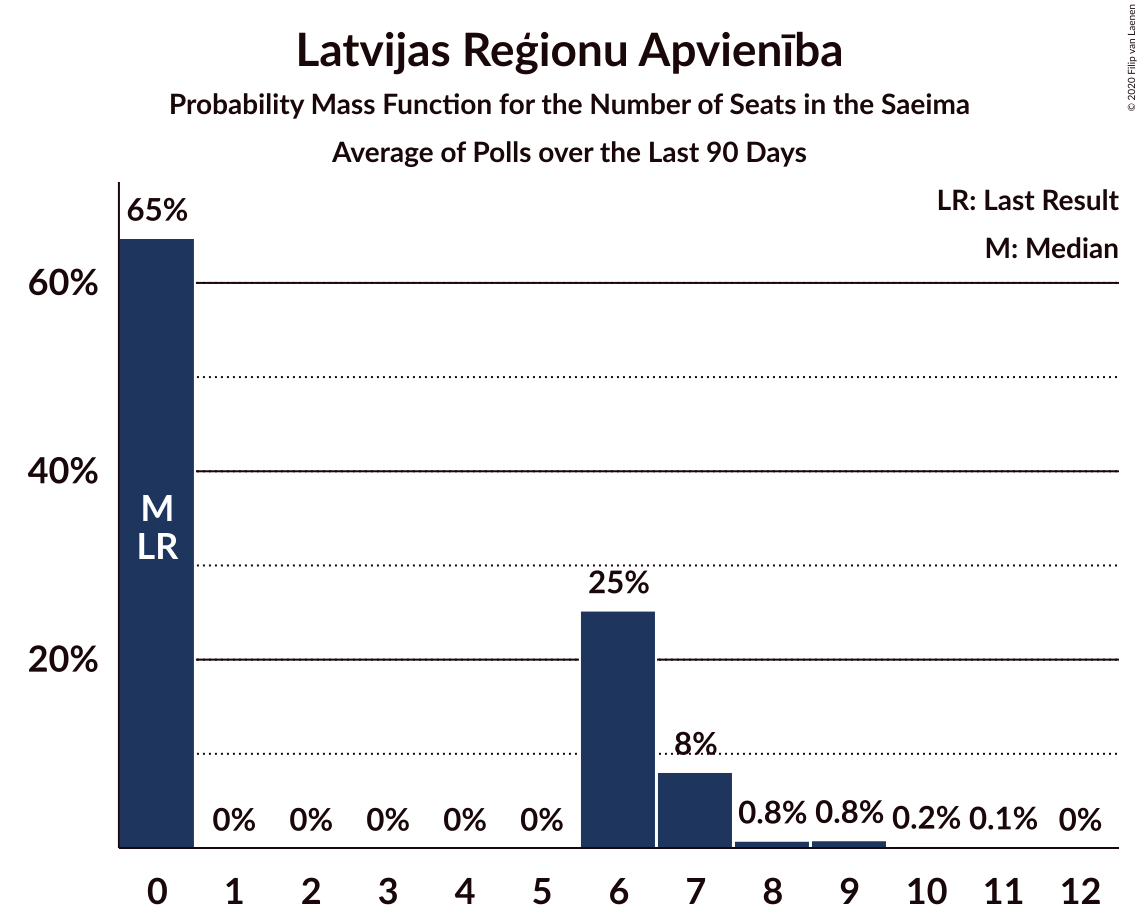 Latvijas Reģionu Apvienība
Probability Mass Function for the Number of Seats in the Saeima
Average of Polls over the Last 90 Days
© 2020 Filip van Laenen
LR: Last Result
M: Median
65%
60%
40%
20%
M
LR
0% 0% 0% 0% 0% 25% 8% 0.8% 0.8% 0.2% 0.1% 0%
0 1 2 3 4 5 6 7 8 9 10 11 12